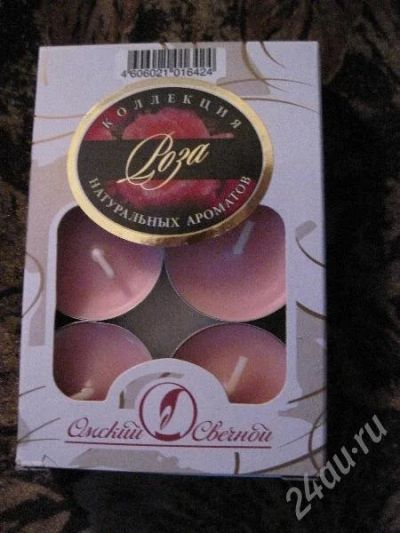 4606021016424
КОЛЛЕКЦИЯ
Роза
НАТУРАЛЬНЫХ АРОМАТОВ
Омский Свечной
24au.ru